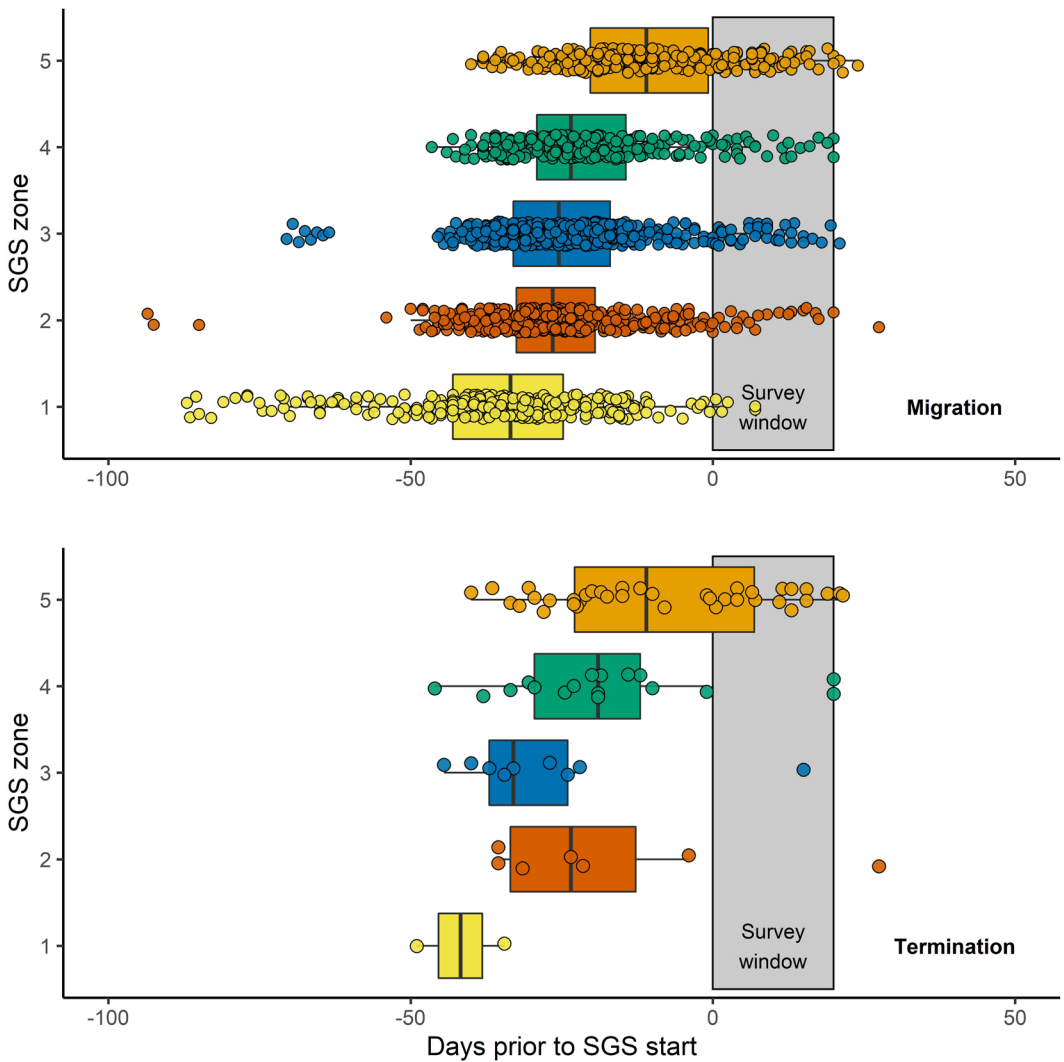 SGS zone
5
4
3
2
1
Survey
window
Migration
-100
-50
0
50
SGS zone
5
4
3
2
1
Survey
window
Termination
-100
-50
0
50
Days prior to SGS start